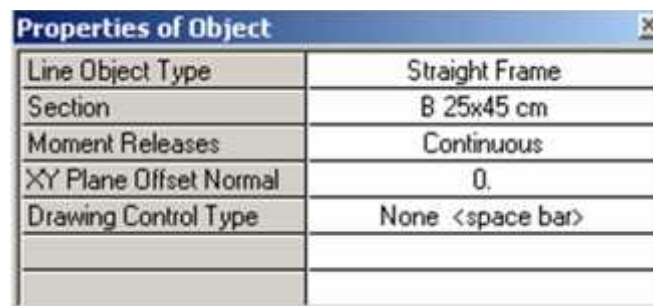 Properties of Object
Line Object Type Straight Frame
Section B 25x45 cm
Moment Releases Continuous
XY Plane Offset Normal 0.
Drawing Control Type None <space bar>